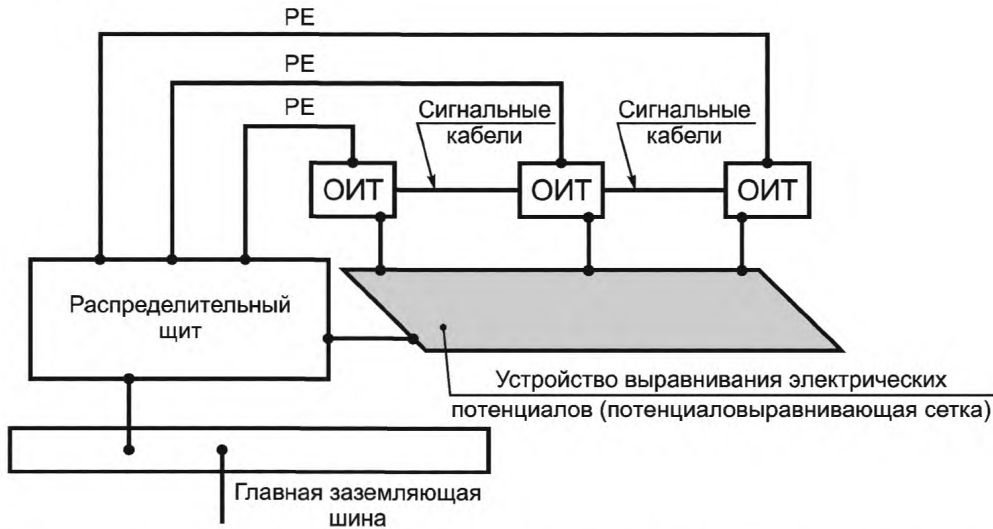 PE
PE
PE
Сигнальные
кабели
Сигнальные
кабели
ОИТ
ОИТ
ОИТ
Распределительный
щит
Устройство выравнивания электрических
потенциалов (потенциаловыравнивающая сетка)
Главная заземляющая
шина